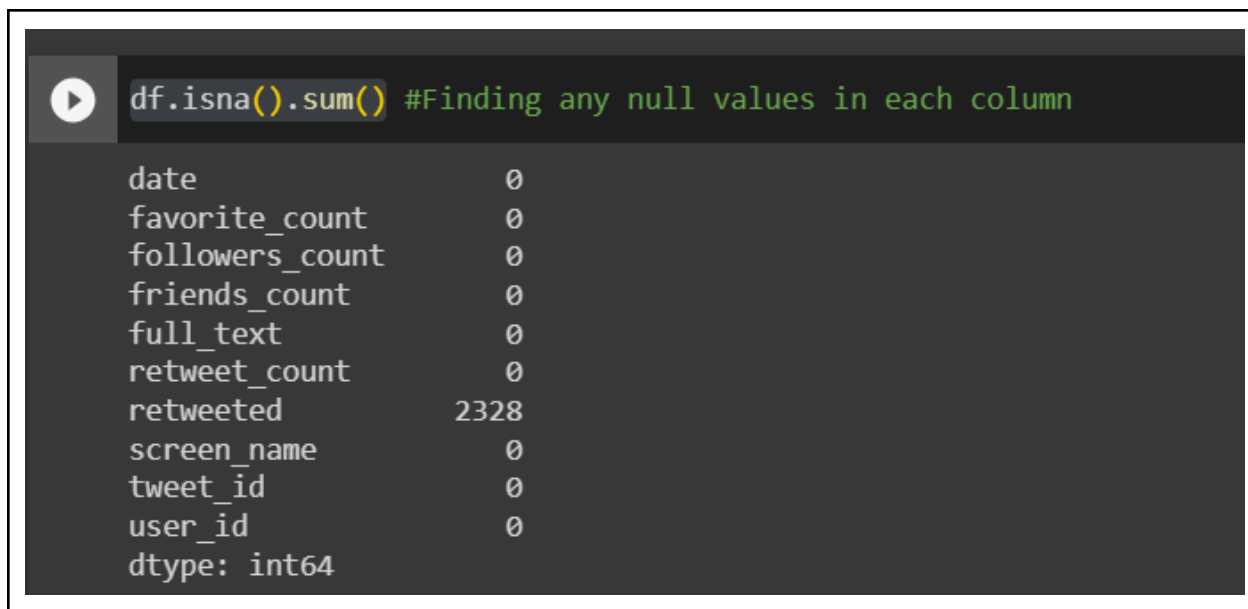 df.isna().sum() #Finding any null values in each column
date 0
favorite_count 0
followers_count 0
friends_count 0
full_text 0
retweet_count 0
retweeted 2328
screen_name 0
tweet_id 0
user_id 0
dtype: int64